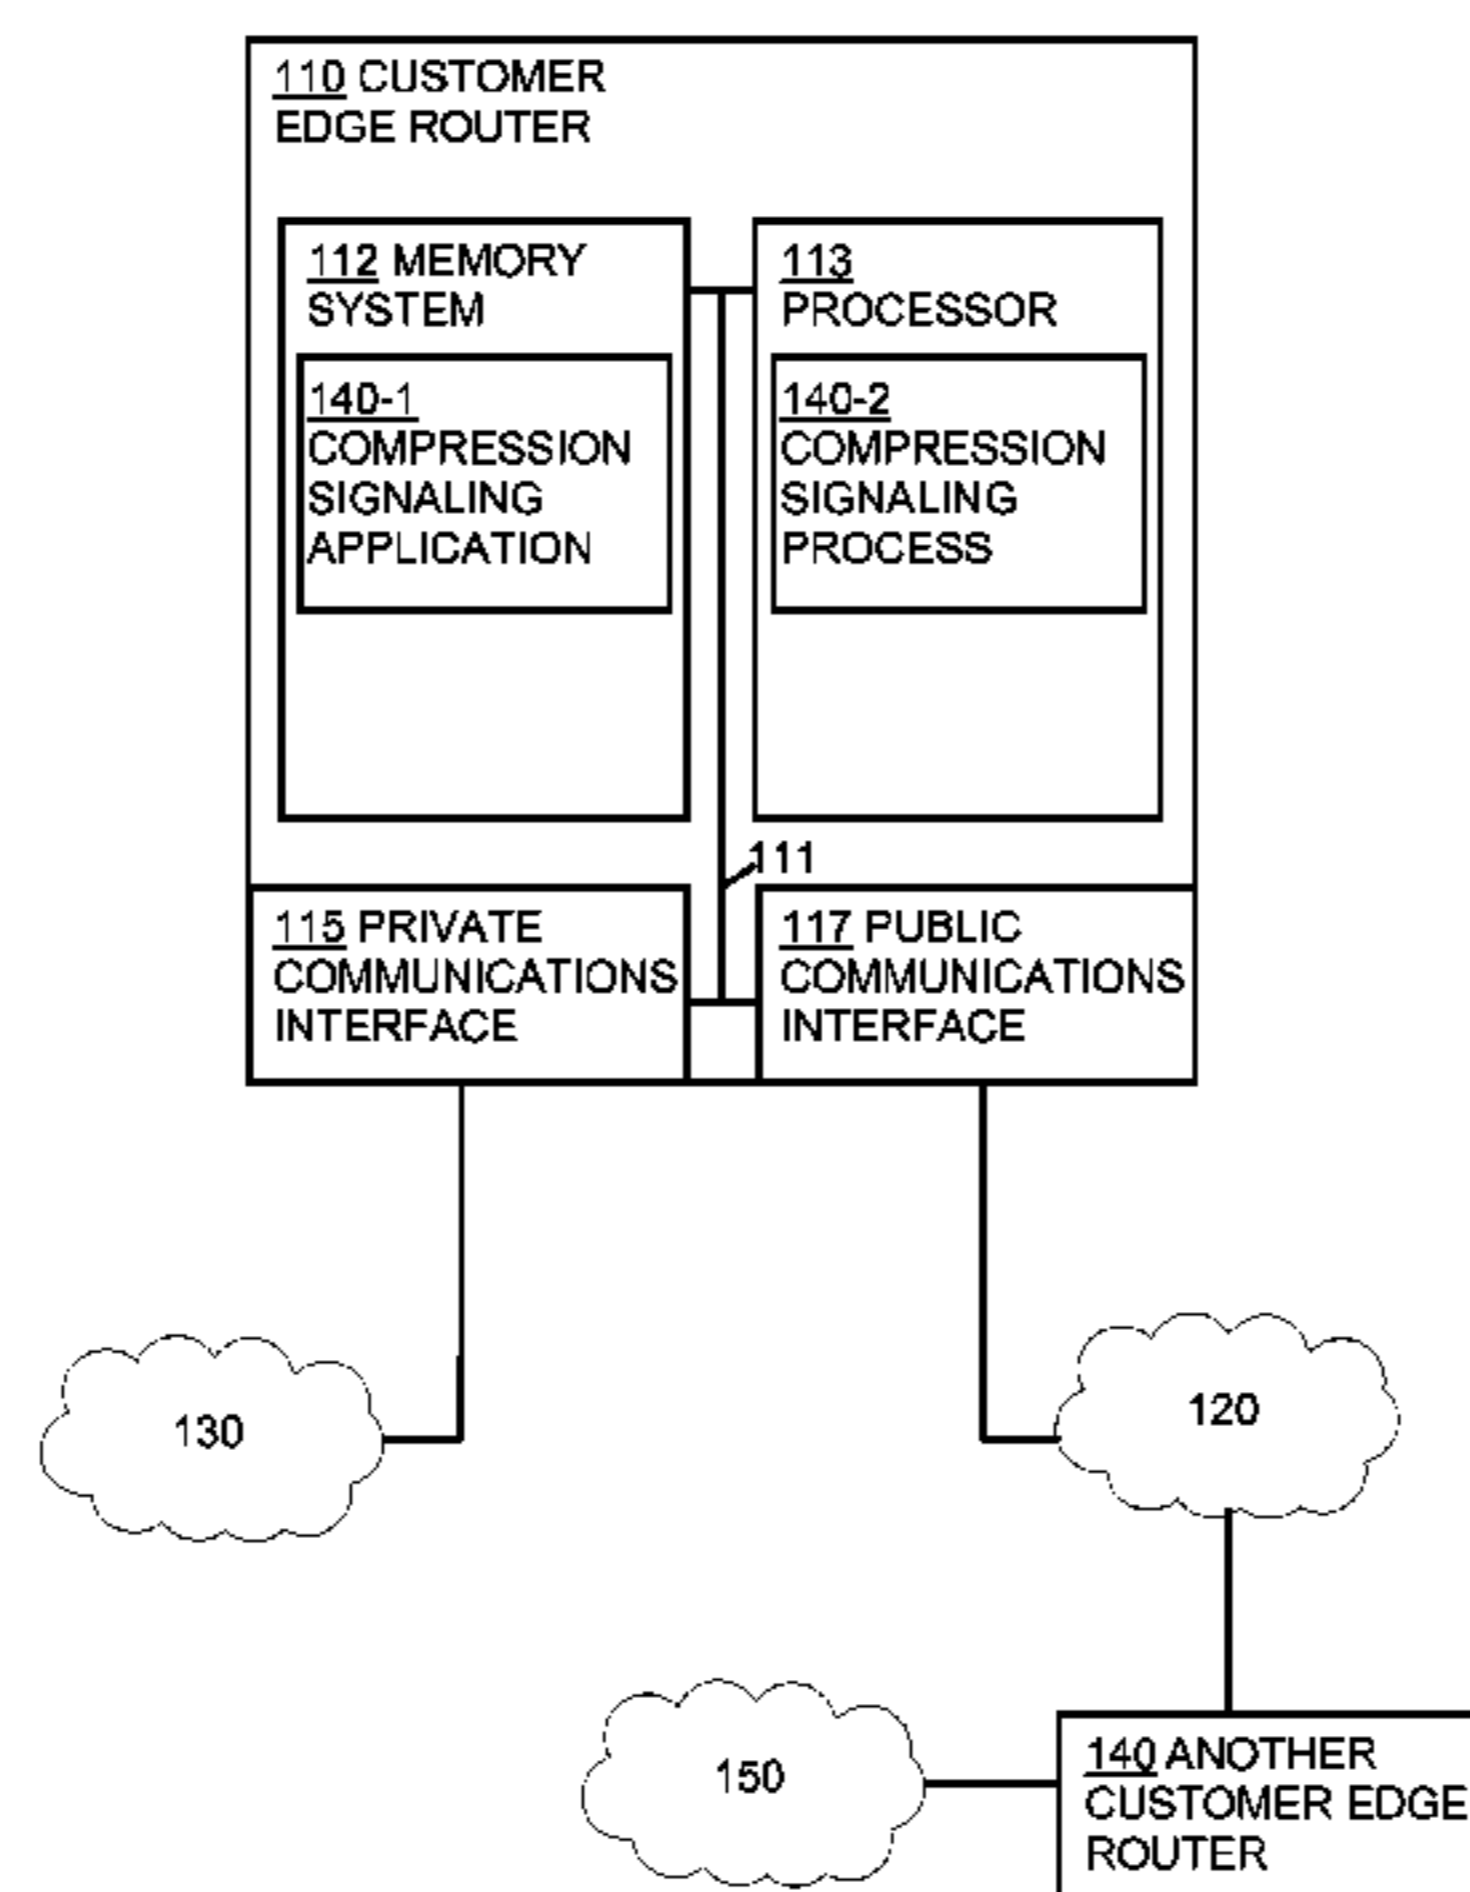 110 CUSTOMER
EDGE ROUTER
112 MEMORY
SYSTEM
140-1
COMPRESSION
SIGNALING
APPLICATION
113
PROCESSOR
140-2
COMPRESSION
SIGNALING
PROCESS
111
115 PRIVATE
COMMUNICATIONS
INTERFACE
117 PUBLIC
COMMUNICATIONS
INTERFACE
130
120
150
140 ANOTHER
CUSTOMER EDGE
ROUTER